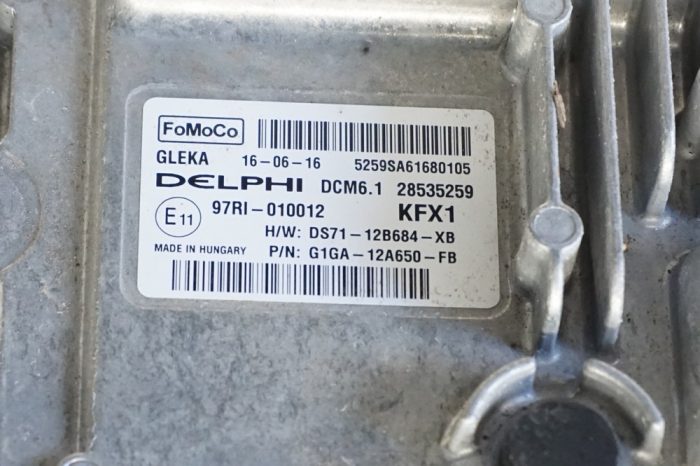 FoMoCo
GLEKA 16-06-16 5259SA61680105
DELPHI DCM6.1 28535259
E11 97RI-010012 KFX1
H/W: DS71-12B684-XB
MADE IN HUNGARY P/N: G1GA-12A650-FB